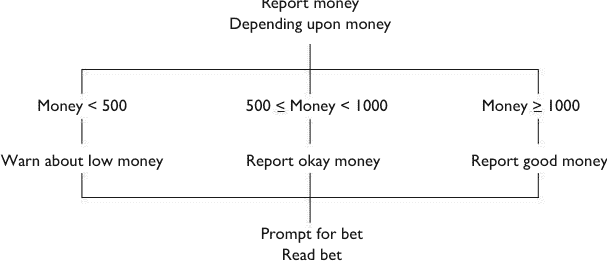 Report money
Depending upon money
Money < 500
500 ≤ Money < 1000
Money ≥ 1000
Warn about low money
Report okay money
Report good money
Prompt for bet
Read bet